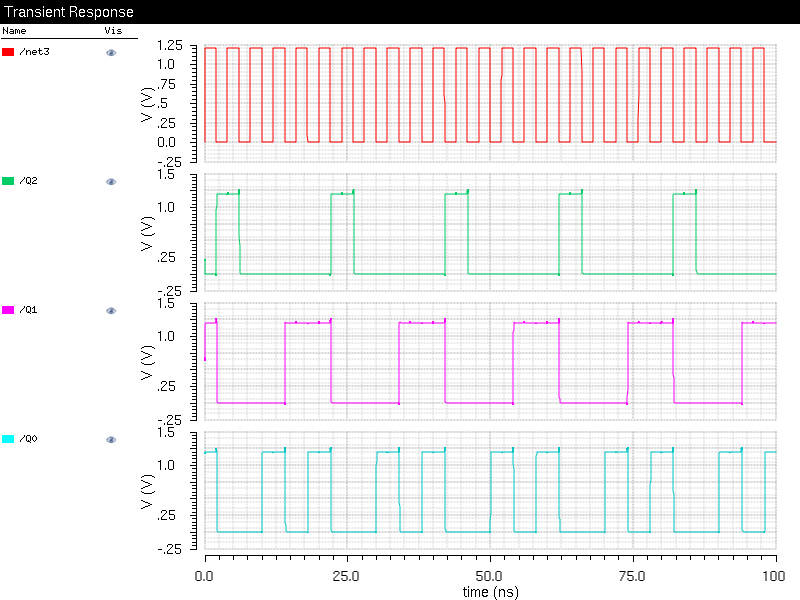 Transient Response
Name Vis
/net3
V (V)
1.25
1.0
.75
.5
.25
0.0
-.25
/Q2
V (V)
1.5
1.0
.25
-.25
/Q1
V (V)
1.5
1.0
.25
-.25
/Q0
V (V)
1.5
1.0
.25
-.25
0.0 25.0 50.0 75.0 100
time (ns)